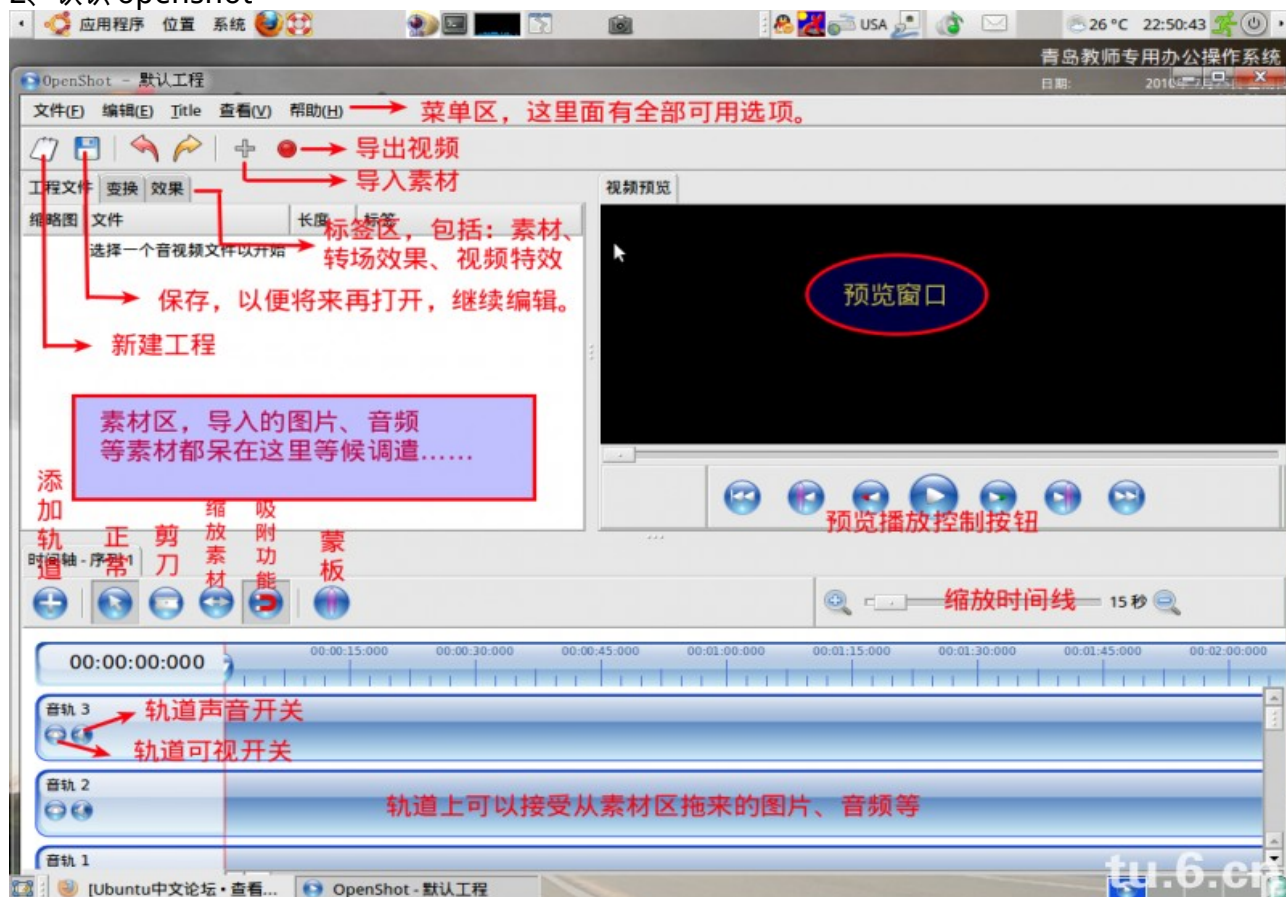 2、认识 openshot
应用程序 位置 系统
USA
26 °C 22:50:43
青岛教师专用办公操作系统
OpenShot - 默认工程
日期:
文件(F) 编辑(E) Title 查看(V) 帮助(H)
菜单区，这里面有全部可用选项。
导出视频
导入素材
工程文件 变换 效果
视频预览
缩略图 文件 长度 标签
标签区，包括：素材、
转场效果、视频特效
选择一个音视频文件以开始
预览窗口
保存，以便将来再打开，继续编辑。
新建工程
素材区，导入的图片、音频
等素材都呆在这里等候调遣……
添加轨道
正常
剪刀
缩放素材
吸附功能
蒙板
预览播放控制按钮
时间轴 - 序列 1
缩放时间线
15 秒
00:00:00:000
00:00:15:000 00:00:30:000 00:00:45:000 00:01:00:000 00:01:15:000 00:01:30:000 00:01:45:000 00:02:00:000
音轨 3
轨道声音开关
轨道可视开关
音轨 2
轨道上可以接受从素材区拖来的图片、音频等
音轨 1
tu.6.cn
[Ubuntu中文论坛 • 查看...
OpenShot - 默认工程